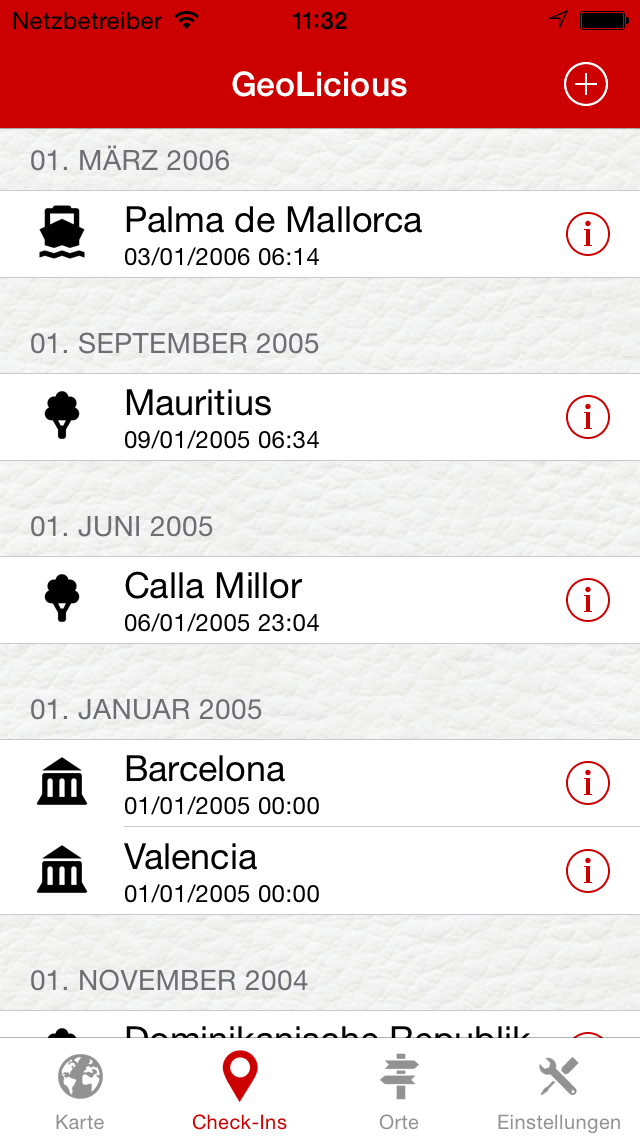 Netzbetreiber 11:32
GeoLicious
01. MÄRZ 2006
Palma de Mallorca
03/01/2006 06:14
01. SEPTEMBER 2005
Mauritius
09/01/2005 06:34
01. JUNI 2005
Calla Millor
06/01/2005 23:04
01. JANUAR 2005
Barcelona
01/01/2005 00:00
Valencia
01/01/2005 00:00
01. NOVEMBER 2004
Dominikanische Republik
Karte Check-Ins Orte Einstellungen